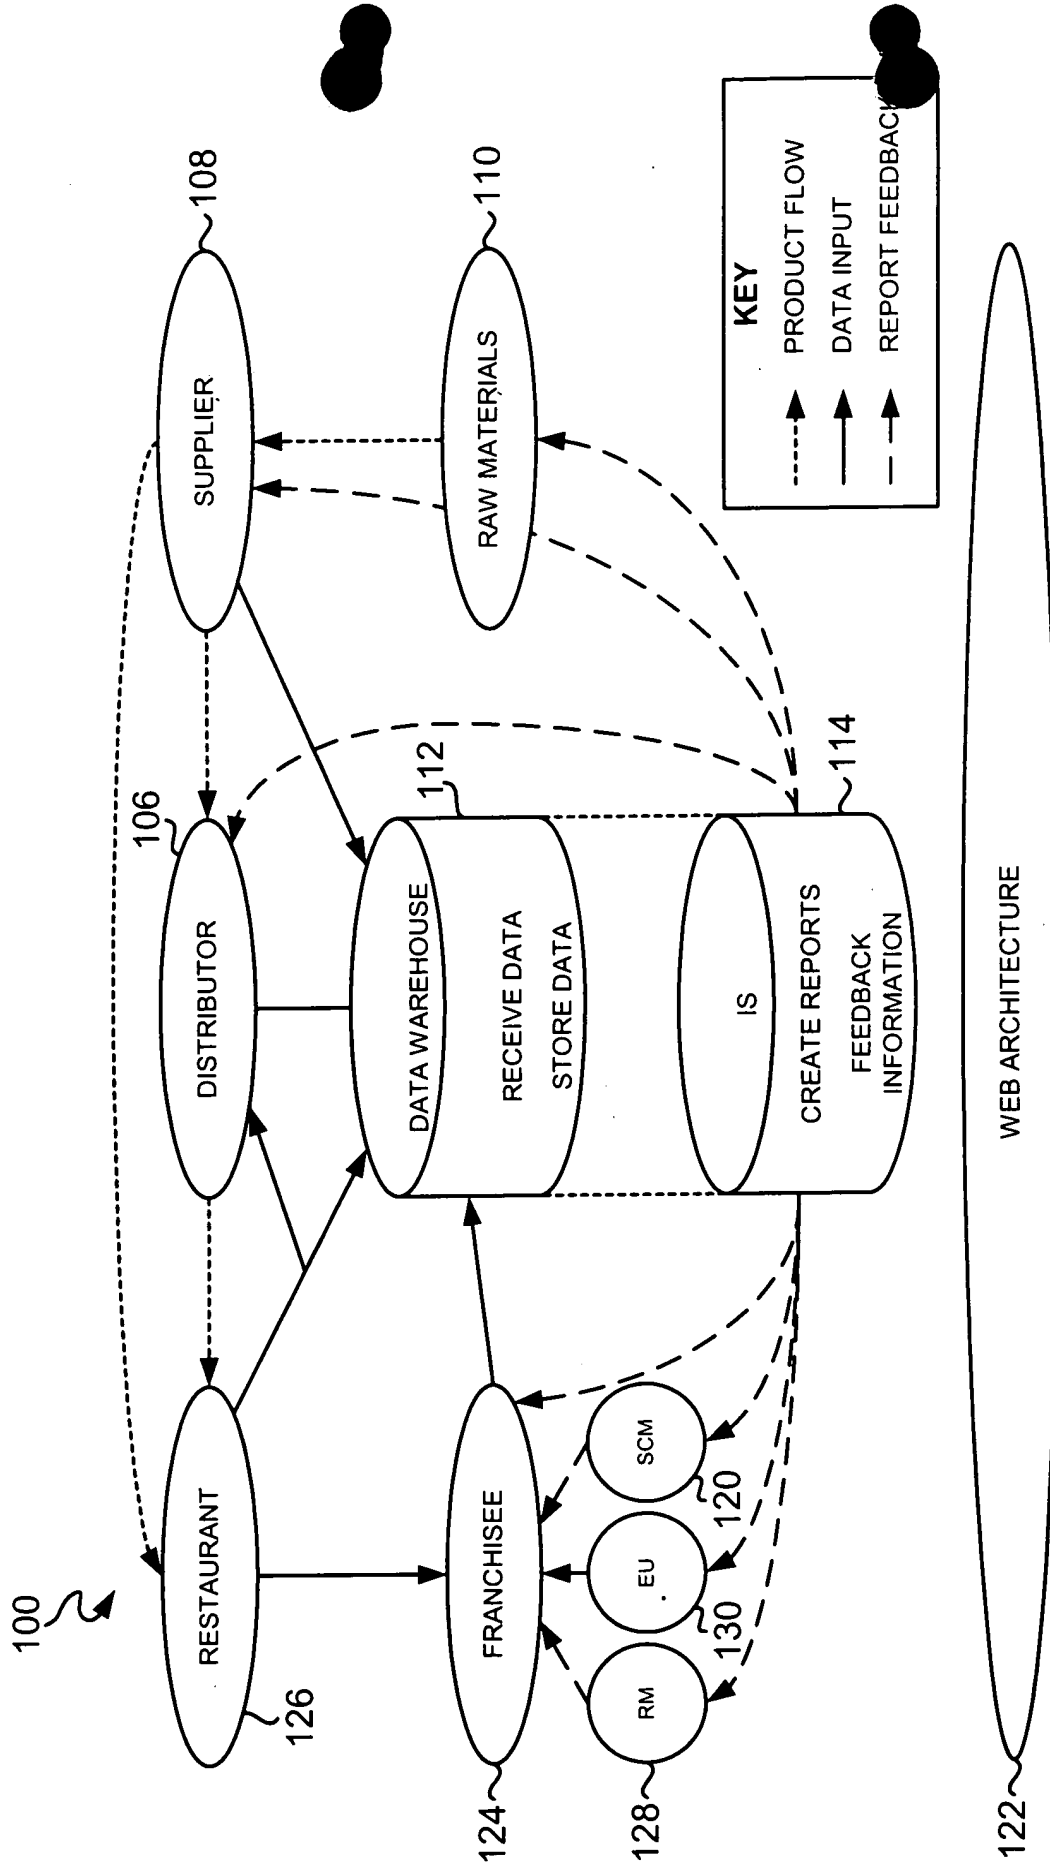 100
126
RESTAURANT
106
DISTRIBUTOR
108
SUPPLIER
124
FRANCHISEE
112
DATA WAREHOUSE
RECEIVE DATA
STORE DATA
110
RAW MATERIALS
128
RM
130
EU
120
SCM
114
IS
CREATE REPORTS
FEEDBACK
INFORMATION
KEY
PRODUCT FLOW
DATA INPUT
REPORT FEEDBACK
122
WEB ARCHITECTURE